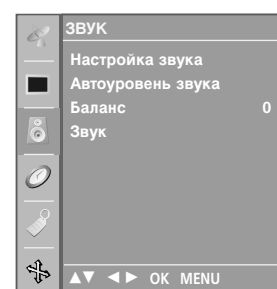 ЗВУК
Настройка звука
Автоуровень звука
Баланс 0
Звук
▲▼ ◄► OK MENU